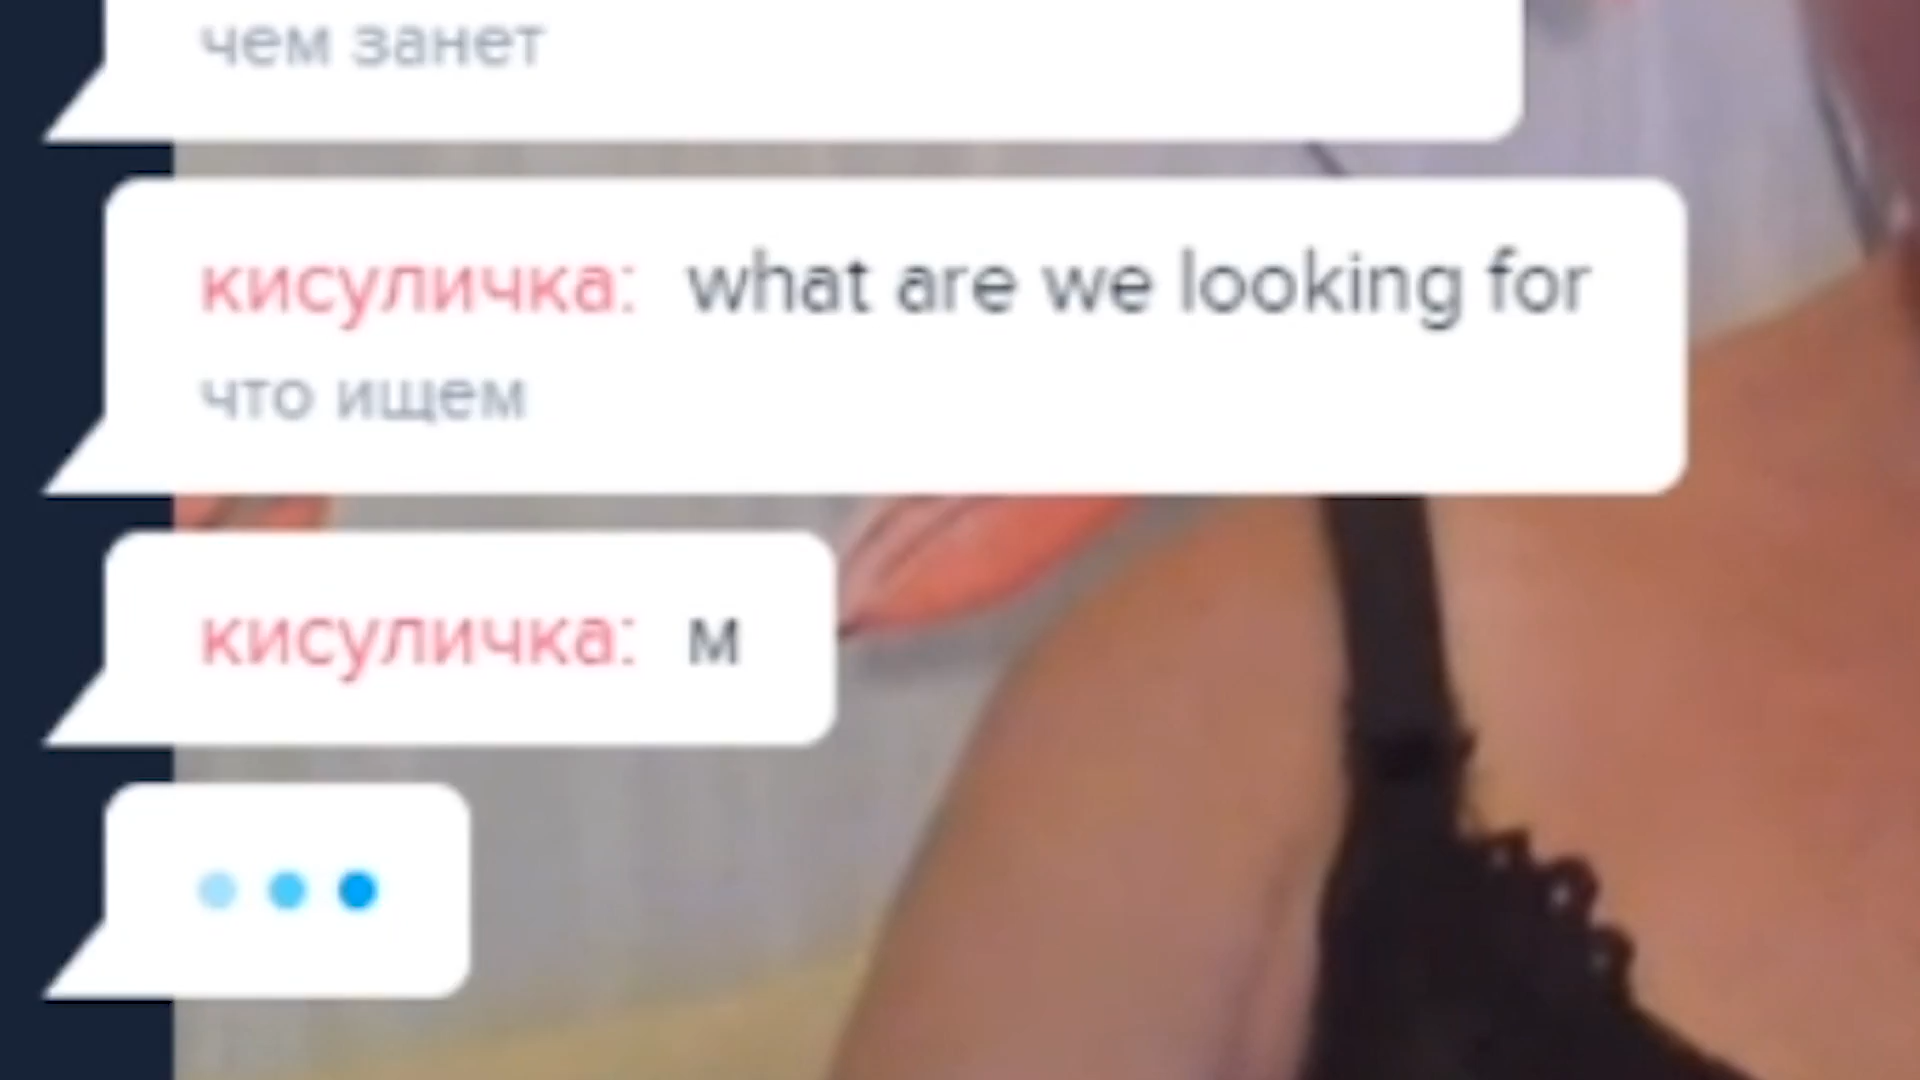 чем занет
кисуличка: what are we looking for
что ищем
кисуличка: м